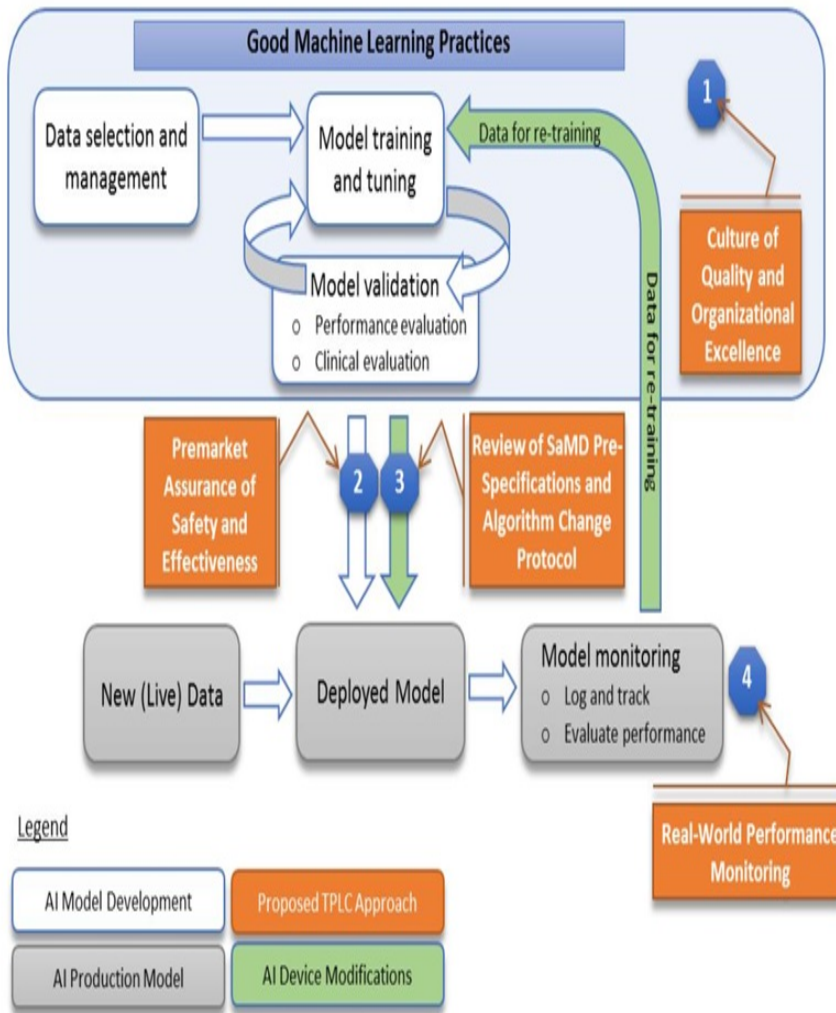 Good Machine Learning Practices
Data selection and
management
Model training
and tuning
Data for re-training
1
Culture of
Quality and
Organizational
Excellence
Model validation
o Performance evaluation
o Clinical evaluation
Data for re-training
Premarket
Assurance of
Safety and
Effectiveness
2
3
Review of SaMD Pre-
Specifications and
Algorithm Change
Protocol
New (Live) Data
Deployed Model
Model monitoring
o Log and track
o Evaluate performance
4
Real-World Performance
Monitoring
Legend
AI Model Development
Proposed TPLC Approach
AI Production Model
AI Device Modifications